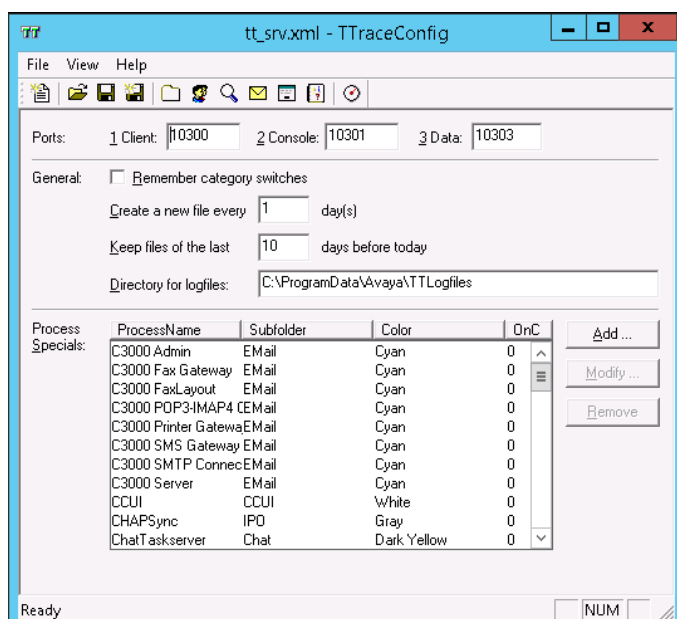 TT tt_srv.xml - TTraceConfig
File View Help
Ports: 1 Client: 10300 2 Console: 10301 3 Data: 10303
General: Remember category switches
Create a new file every 1 day(s)
Keep files of the last 10 days before today
Directory for logfiles: C:\ProgramData\Avaya\TTLogfiles
Process Specials:
ProcessName Subfolder Color OnC
C3000 Admin EMail Cyan 0
C3000 Fax Gateway EMail Cyan 0
C3000 FaxLayout EMail Cyan 0
C3000 POP3-IMAP4 C EMail Cyan 0
C3000 Printer Gatewa EMail Cyan 0
C3000 SMS Gateway EMail Cyan 0
C3000 SMTP Connec EMail Cyan 0
C3000 Server EMail Cyan 0
CCUI CCUI White 0
CHAPSync IPO Gray 0
ChatTaskserver Chat Dark Yellow 0
Add ...
Modify ...
Remove
Ready NUM